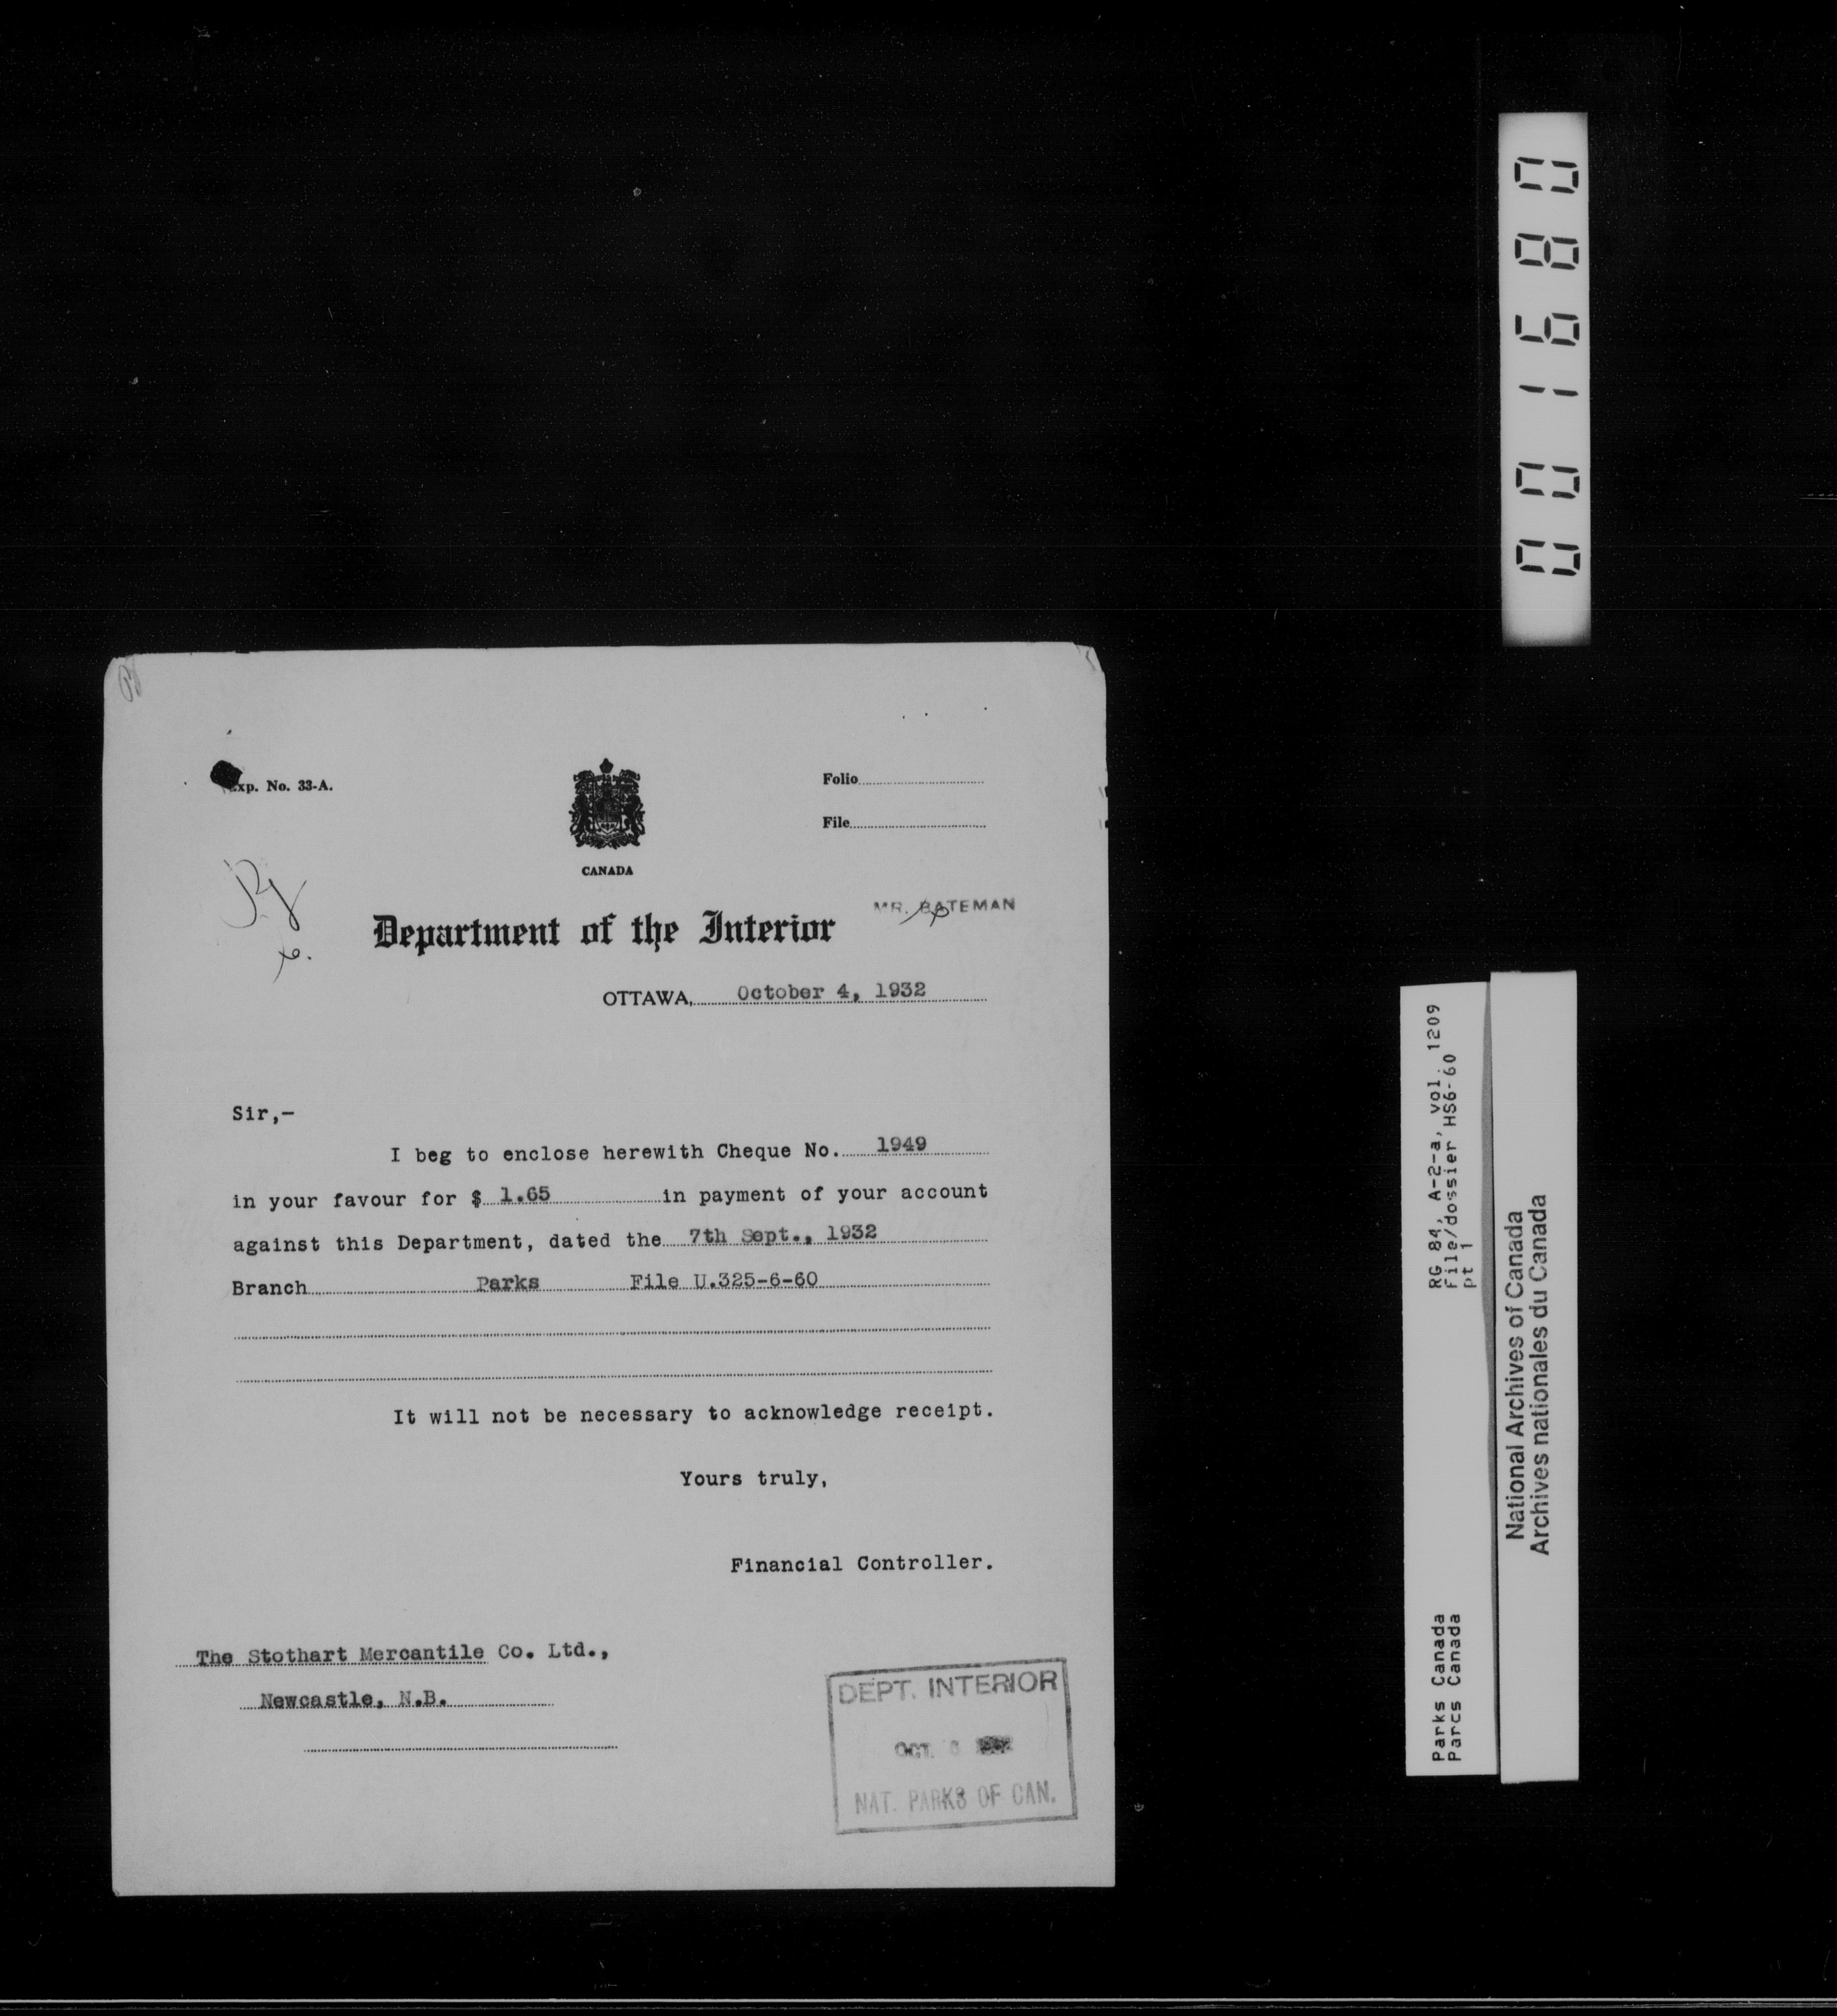 xp. No. 33-A.
Folio
File
CANADA
MR. BATEMAN
Department of the Interior
OTTAWA, October 4, 1932
Sir,-
I beg to enclose herewith Cheque No. 1949
in your favour for $ 1.65 in payment of your account
against this Department, dated the 7th Sept., 1932
Branch Parks File U.325-6-60
It will not be necessary to acknowledge receipt.
Yours truly,
Financial Controller.
The Stothart Mercantile Co. Ltd.,
Newcastle, N.B.
DEPT. INTERIOR
OCT. 6
NAT. PARKS OF CAN.
001680
RG 84, A-2-a, vol. 1209
File/dossier HS6-60
pt 1
Parks Canada
Parcs Canada
National Archives of Canada
Archives nationales du Canada